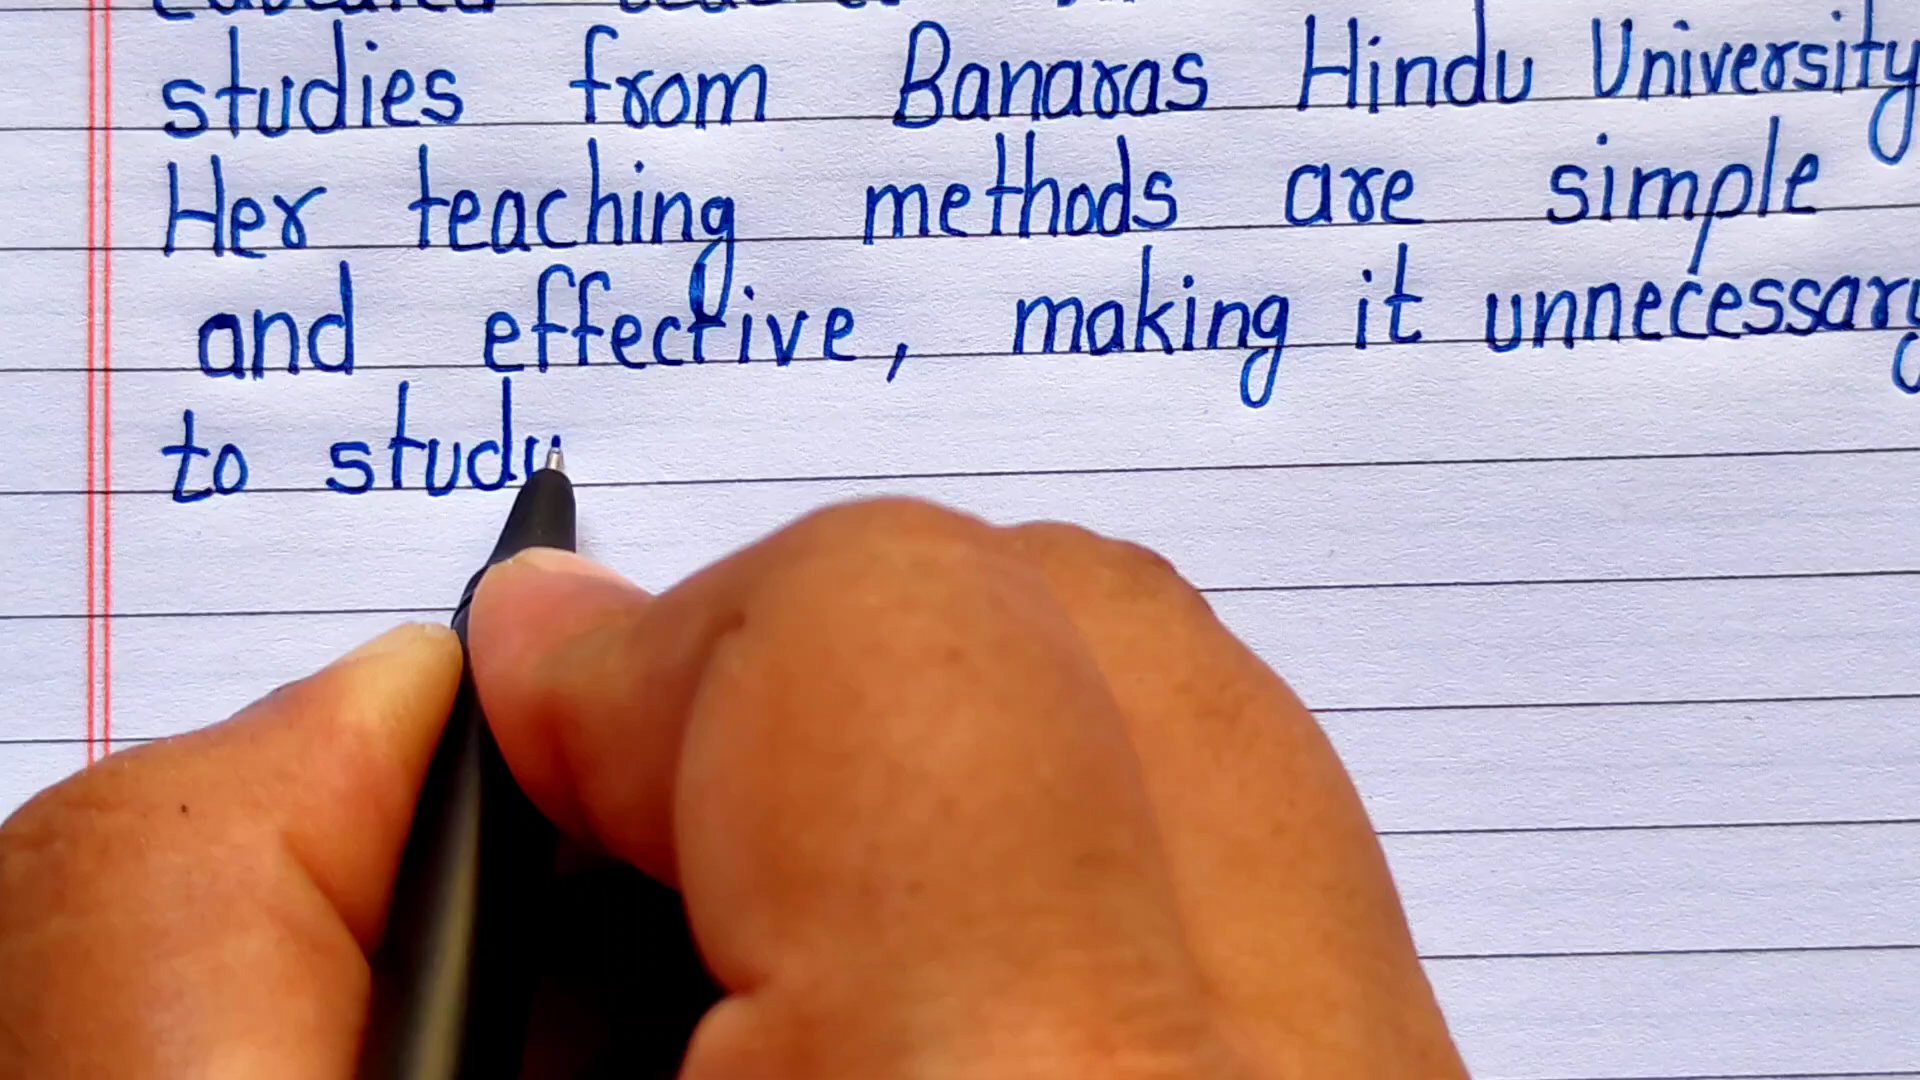 studies from Banaras Hindu University
Her teaching methods are simple
and effective, making it unnecessary
to study